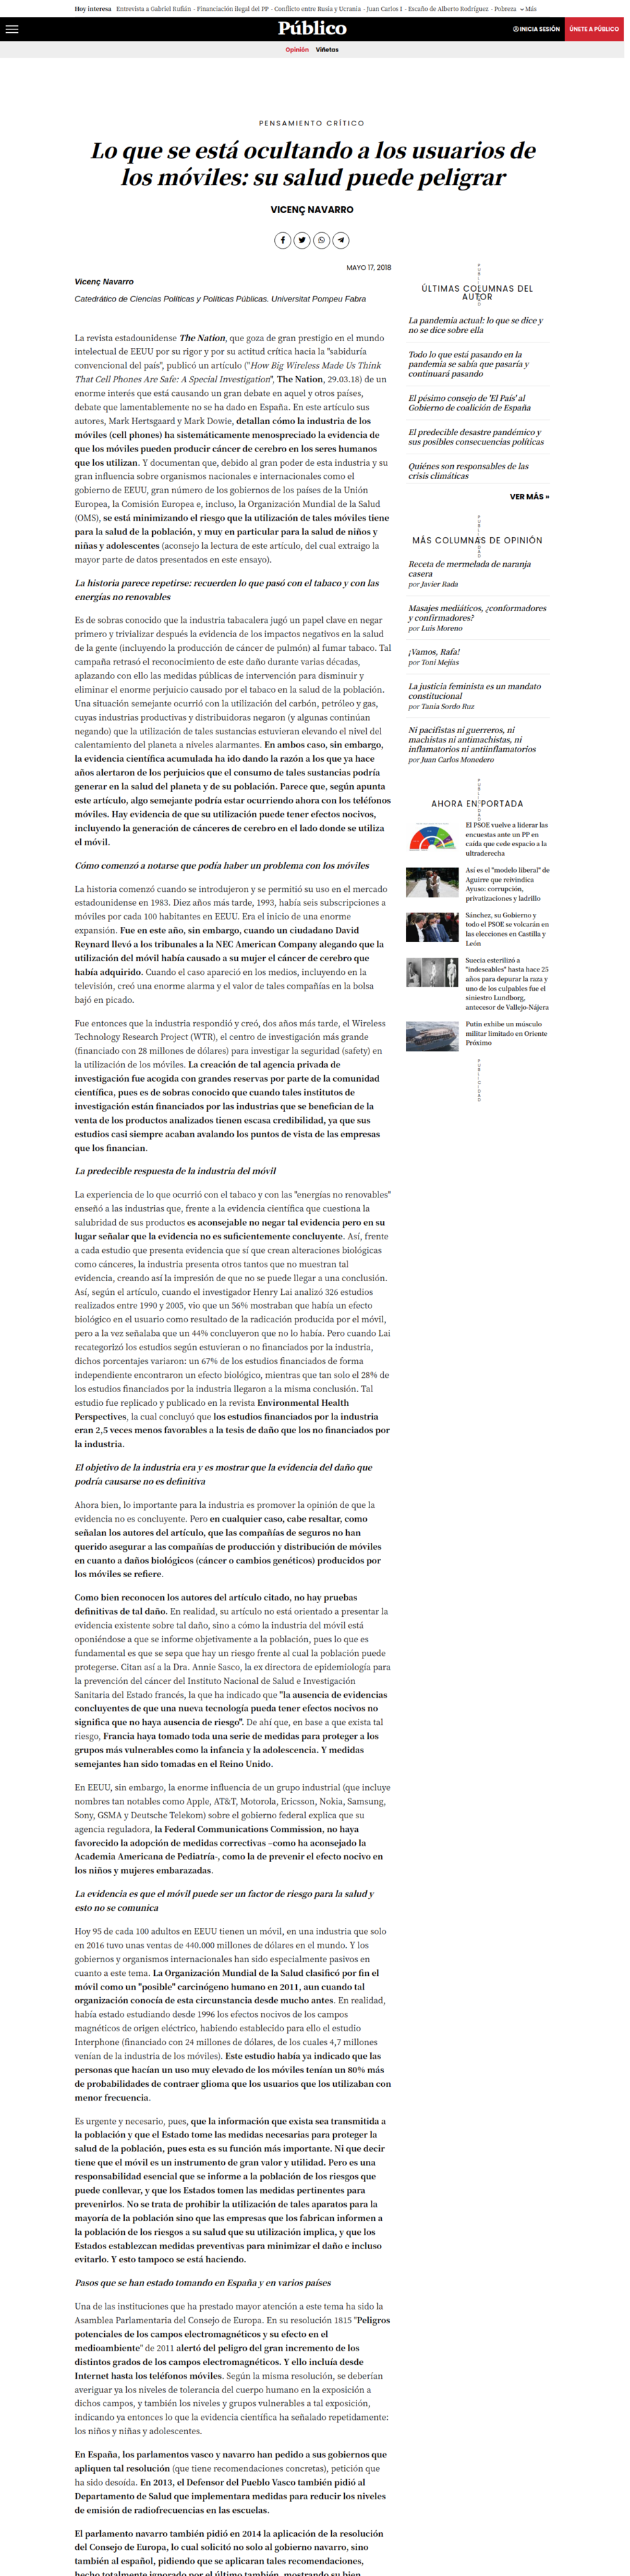 Hoy interesa Entrevista a Gabriel Rufián - Financiación ilegal del PP - Conflicto entre Rusia y Ucrania - Juan Carlos I - Escaño de Alberto Rodríguez - Pobreza Más
Público
INICIA SESIÓN
ÚNETE A PÚBLICO
Opinión Viñetas
PENSAMIENTO CRÍTICO
Lo que se está ocultando a los usuarios de
los móviles: su salud puede peligrar
VICENÇ NAVARRO
MAYO 17, 2018
Vicenç Navarro
Catedrático de Ciencias Políticas y Políticas Públicas. Universitat Pompeu Fabra
La revista estadounidense The Nation, que goza de gran prestigio en el mundo
intelectual de EEUU por su rigor y por su actitud crítica hacia la "sabiduría
convencional del país", publicó un artículo ("How Big Wireless Made Us Think
That Cell Phones Are Safe: A Special Investigation", The Nation, 29.03.18) de un
enorme interés que está causando un gran debate en aquel y otros países,
debate que lamentablemente no se ha dado en España. En este artículo sus
autores, Mark Hertsgaard y Mark Dowie, detallan cómo la industria de los
móviles (cell phones) ha sistemáticamente menospreciado la evidencia de
que los móviles pueden producir cáncer de cerebro en los seres humanos
que los utilizan. Y documentan que, debido al gran poder de esta industria y su
gran influencia sobre organismos nacionales e internacionales como el
gobierno de EEUU, gran número de los gobiernos de los países de la Unión
Europea, la Comisión Europea e, incluso, la Organización Mundial de la Salud
(OMS), se está minimizando el riesgo que la utilización de tales móviles tiene
para la salud de la población, y muy en particular para la salud de niños y
niñas y adolescentes (aconsejo la lectura de este artículo, del cual extraigo la
mayor parte de datos presentados en este ensayo).
La historia parece repetirse: recuerden lo que pasó con el tabaco y con las
energías no renovables
Es de sobras conocido que la industria tabacalera jugó un papel clave en negar
primero y trivializar después la evidencia de los impactos negativos en la salud
de la gente (incluyendo la producción de cáncer de pulmón) al fumar tabaco. Tal
campaña retrasó el reconocimiento de este daño durante varias décadas,
aplazando con ello las medidas públicas de intervención para disminuir y
eliminar el enorme perjuicio causado por el tabaco en la salud de la población.
Una situación semejante ocurrió con la utilización del carbón, petróleo y gas,
cuyas industrias productivas y distribuidoras negaron (y algunas continúan
negando) que la utilización de tales sustancias estuvieran elevando el nivel del
calentamiento del planeta a niveles alarmantes. En ambos caso, sin embargo,
la evidencia científica acumulada ha ido dando la razón a los que ya hace
años alertaron de los perjuicios que el consumo de tales sustancias podría
generar en la salud del planeta y de su población. Parece que, según apunta
este artículo, algo semejante podría estar ocurriendo ahora con los teléfonos
móviles. Hay evidencia de que su utilización puede tener efectos nocivos,
incluyendo la generación de cánceres de cerebro en el lado donde se utiliza
el móvil.
Cómo comenzó a notarse que podía haber un problema con los móviles
La historia comenzó cuando se introdujeron y se permitió su uso en el mercado
estadounidense en 1983. Diez años más tarde, 1993, había seis subscripciones a
móviles por cada 100 habitantes en EEUU. Era el inicio de una enorme
expansión. Fue en este año, sin embargo, cuando un ciudadano David
Reynard llevó a los tribunales a la NEC American Company alegando que la
utilización del móvil había causado a su mujer el cáncer de cerebro que
había adquirido. Cuando el caso apareció en los medios, incluyendo en la
televisión, creó una enorme alarma y el valor de tales compañías en la bolsa
bajó en picado.
Fue entonces que la industria respondió y creó, dos años más tarde, el Wireless
Technology Research Project (WTR), el centro de investigación más grande
(financiado con 28 millones de dólares) para investigar la seguridad (safety) en
la utilización de los móviles. La creación de tal agencia privada de
investigación fue acogida con grandes reservas por parte de la comunidad
científica, pues es de sobras conocido que cuando tales institutos de
investigación están financiados por las industrias que se benefician de la
venta de los productos analizados tienen escasa credibilidad, ya que sus
estudios casi siempre acaban avalando los puntos de vista de las empresas
que los financian.
La predecible respuesta de la industria del móvil
La experiencia de lo que ocurrió con el tabaco y con las "energías no renovables"
enseñó a las industrias que, frente a la evidencia científica que cuestiona la
salubridad de sus productos es aconsejable no negar tal evidencia pero en su
lugar señalar que la evidencia no es suficientemente concluyente. Así, frente
a cada estudio que presenta evidencia que sí que crean alteraciones biológicas
como cánceres, la industria presenta otros tantos que no muestran tal
evidencia, creando así la impresión de que no se puede llegar a una conclusión.
Así, según el artículo, cuando el investigador Henry Lai analizó 326 estudios
realizados entre 1990 y 2005, vio que un 56% mostraban que había un efecto
biológico en el usuario como resultado de la radicación producida por el móvil,
pero a la vez señalaba que un 44% concluyeron que no lo había. Pero cuando Lai
recategorizó los estudios según estuvieran o no financiados por la industria,
dichos porcentajes variaron: un 67% de los estudios financiados de forma
independiente encontraron un efecto biológico, mientras que tan solo el 28% de
los estudios financiados por la industria llegaron a la misma conclusión. Tal
estudio fue replicado y publicado en la revista Environmental Health
Perspectives, la cual concluyó que los estudios financiados por la industria
eran 2,5 veces menos favorables a la tesis de daño que los no financiados por
la industria.
El objetivo de la industria era y es mostrar que la evidencia del daño que
podría causarse no es definitiva
Ahora bien, lo importante para la industria es promover la opinión de que la
evidencia no es concluyente. Pero en cualquier caso, cabe resaltar, como
señalan los autores del artículo, que las compañías de seguros no han
querido asegurar a las compañías de producción y distribución de móviles
en cuanto a daños biológicos (cáncer o cambios genéticos) producidos por
los móviles se refiere.
Como bien reconocen los autores del artículo citado, no hay pruebas
definitivas de tal daño. En realidad, su artículo no está orientado a presentar la
evidencia existente sobre tal daño, sino a cómo la industria del móvil está
oponiéndose a que se informe objetivamente a la población, pues lo que es
fundamental es que se sepa que hay un riesgo frente al cual la población puede
protegerse. Citan así a la Dra. Annie Sasco, la ex directora de epidemiología para
la prevención del cáncer del Instituto Nacional de Salud e Investigación
Sanitaria del Estado francés, la que ha indicado que "la ausencia de evidencias
concluyentes de que una nueva tecnología pueda tener efectos nocivos no
significa que no haya ausencia de riesgo". De ahí que, en base a que exista tal
riesgo, Francia haya tomado toda una serie de medidas para proteger a los
grupos más vulnerables como la infancia y la adolescencia. Y medidas
semejantes han sido tomadas en el Reino Unido.
En EEUU, sin embargo, la enorme influencia de un grupo industrial (que incluye
nombres tan notables como Apple, AT&T, Motorola, Ericsson, Nokia, Samsung,
Sony, GSMA y Deutsche Telekom) sobre el gobierno federal explica que su
agencia reguladora, la Federal Communications Commission, no haya
favorecido la adopción de medidas correctivas –como ha aconsejado la
Academia Americana de Pediatría-, como la de prevenir el efecto nocivo en
los niños y mujeres embarazadas.
La evidencia es que el móvil puede ser un factor de riesgo para la salud y
esto no se comunica
Hoy 95 de cada 100 adultos en EEUU tienen un móvil, en una industria que solo
en 2016 tuvo unas ventas de 440.000 millones de dólares en el mundo. Y los
gobiernos y organismos internacionales han sido especialmente pasivos en
cuanto a este tema. La Organización Mundial de la Salud clasificó por fin el
móvil como un "posible" carcinógeno humano en 2011, aun cuando tal
organización conocía de esta circunstancia desde mucho antes. En realidad,
había estado estudiando desde 1996 los efectos nocivos de los campos
magnéticos de origen eléctrico, habiendo establecido para ello el estudio
Interphone (financiado con 24 millones de dólares, de los cuales 4,7 millones
venían de la industria de los móviles). Este estudio había ya indicado que las
personas que hacían un uso muy elevado de los móviles tenían un 80% más
de probabilidades de contraer glioma que los usuarios que los utilizaban con
menor frecuencia.
Es urgente y necesario, pues, que la información que exista sea transmitida a
la población y que el Estado tome las medidas necesarias para proteger la
salud de la población, pues esta es su función más importante. Ni que decir
tiene que el móvil es un instrumento de gran valor y utilidad. Pero es una
responsabilidad esencial que se informe a la población de los riesgos que
puede conllevar, y que los Estados tomen las medidas pertinentes para
prevenirlos. No se trata de prohibir la utilización de tales aparatos para la
mayoría de la población sino que las empresas que los fabrican informen a
la población de los riesgos a su salud que su utilización implica, y que los
Estados establezcan medidas preventivas para minimizar el daño e incluso
evitarlo. Y esto tampoco se está haciendo.
Pasos que se han estado tomando en España y en varios países
Una de las instituciones que ha prestado mayor atención a este tema ha sido la
Asamblea Parlamentaria del Consejo de Europa. En su resolución 1815 "Peligros
potenciales de los campos electromagnéticos y su efecto en el
medioambiente" de 2011 alertó del peligro del gran incremento de los
distintos grados de los campos electromagnéticos. Y ello incluía desde
Internet hasta los teléfonos móviles. Según la misma resolución, se deberían
averiguar ya los niveles de tolerancia del cuerpo humano en la exposición a
dichos campos, y también los niveles y grupos vulnerables a tal exposición,
indicando ya entonces lo que la evidencia científica ha señalado repetidamente:
los niños y niñas y adolescentes.
En España, los parlamentos vasco y navarro han pedido a sus gobiernos que
apliquen tal resolución (que tiene recomendaciones concretas), petición que
ha sido desoída. En 2013, el Defensor del Pueblo Vasco también pidió al
Departamento de Salud que implementara medidas para reducir los niveles
de emisión de radiofrecuencias en las escuelas.
El parlamento navarro también pidió en 2014 la aplicación de la resolución
del Consejo de Europa, lo cual solicitó no solo al gobierno navarro, sino
también al español, pidiendo que se aplicaran tales recomendaciones,
hecho totalmente ignorado por el último también, mostrando su bien
PUBLICIDAD
ÚLTIMAS COLUMNAS DEL
AUTOR
La pandemia actual: lo que se dice y
no se dice sobre ella
Todo lo que está pasando en la
pandemia se sabía que pasaría y
continuará pasando
El pésimo consejo de 'El País' al
Gobierno de coalición de España
El predecible desastre pandémico y
sus posibles consecuencias políticas
Quiénes son responsables de las
crisis climáticas
VER MÁS »
PUBLICIDAD
MÁS COLUMNAS DE OPINIÓN
Receta de mermelada de naranja
casera
por Javier Rada
Masajes mediáticos, ¿conformadores
y confirmadores?
por Luis Moreno
¡Vamos, Rafa!
por Toni Mejías
La justicia feminista es un mandato
constitucional
por Tania Sordo Ruz
Ni pacifistas ni guerreros, ni
machistas ni antimachistas, ni
inflamatorios ni antiinflamatorios
por Juan Carlos Monedero
PUBLICIDAD
AHORA EN PORTADA
El PSOE vuelve a liderar las
encuestas ante un PP en
caída que cede espacio a la
ultraderecha
Así es el "modelo liberal" de
Aguirre que reivindica
Ayuso: corrupción,
privatizaciones y ladrillo
Sánchez, su Gobierno y
todo el PSOE se volcarán en
las elecciones en Castilla y
León
Suecia esterilizó a
"indeseables" hasta hace 25
años para depurar la raza y
uno de los culpables fue el
siniestro Lundborg,
antecesor de Vallejo-Nájera
Putin exhibe un músculo
militar limitado en Oriente
Próximo
PUBLICIDAD